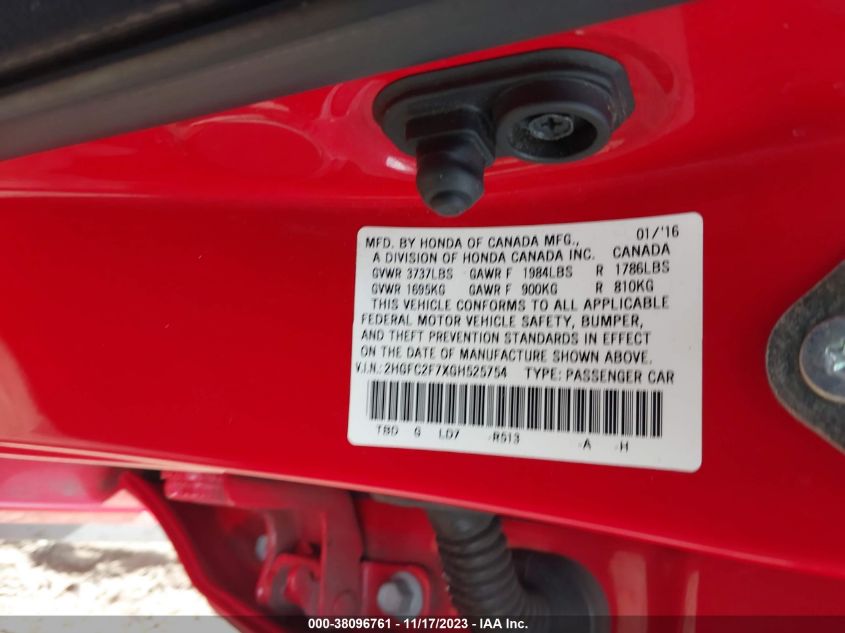 MFD. BY HONDA OF CANADA MFG., 01/'16
A DIVISION OF HONDA CANADA INC. CANADA
GVWR 3737LBS GAWR F 1984LBS R 1786LBS
GVWR 1695KG GAWR F 900KG R 810KG
THIS VEHICLE CONFORMS TO ALL APPLICABLE
FEDERAL MOTOR VEHICLE SAFETY, BUMPER,
AND THEFT PREVENTION STANDARDS IN EFFECT
ON THE DATE OF MANUFACTURE SHOWN ABOVE.
V.I.N.: 2HGFC2F7XGH525754 TYPE: PASSENGER CAR
TBD G LD7 -R513 -A -H
000-38096761 - 11/17/2023 - IAA Inc.